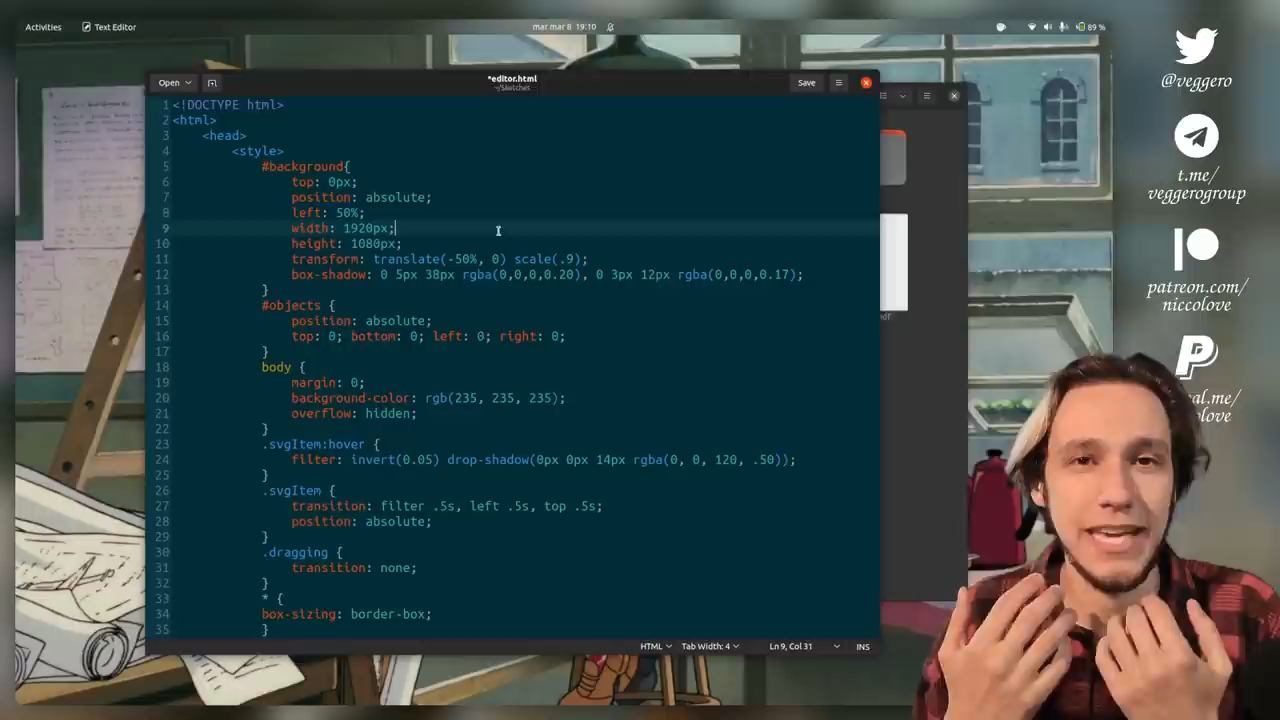 Activities
Text Editor
mar mar 8 19:10
89 %
Open
*editor.html
~/Sketches
Save
1 <!DOCTYPE html>
2 <html>
3 <head>
4 <style>
5 #background{
6 top: 0px;
7 position: absolute;
8 left: 50%;
9 width: 1920px;
10 height: 1080px;
11 transform: translate(-50%, 0) scale(.9);
12 box-shadow: 0 5px 38px rgba(0,0,0,0.20), 0 3px 12px rgba(0,0,0,0.17);
13 }
14 #objects {
15 position: absolute;
16 top: 0; bottom: 0; left: 0; right: 0;
17 }
18 body {
19 margin: 0;
20 background-color: rgb(235, 235, 235);
21 overflow: hidden;
22 }
23 .svgItem:hover {
24 filter: invert(0.05) drop-shadow(0px 0px 14px rgba(0, 0, 120, .50));
25 }
26 .svgItem {
27 transition: filter .5s, left .5s, top .5s;
28 position: absolute;
29 }
30 .dragging {
31 transition: none;
32 }
33 * {
34 box-sizing: border-box;
35 }
HTML
Tab Width: 4
Ln 9, Col 31
INS
@veggero
t.me/
veggerogroup
patreon.com/
niccolove
al.me/
olove